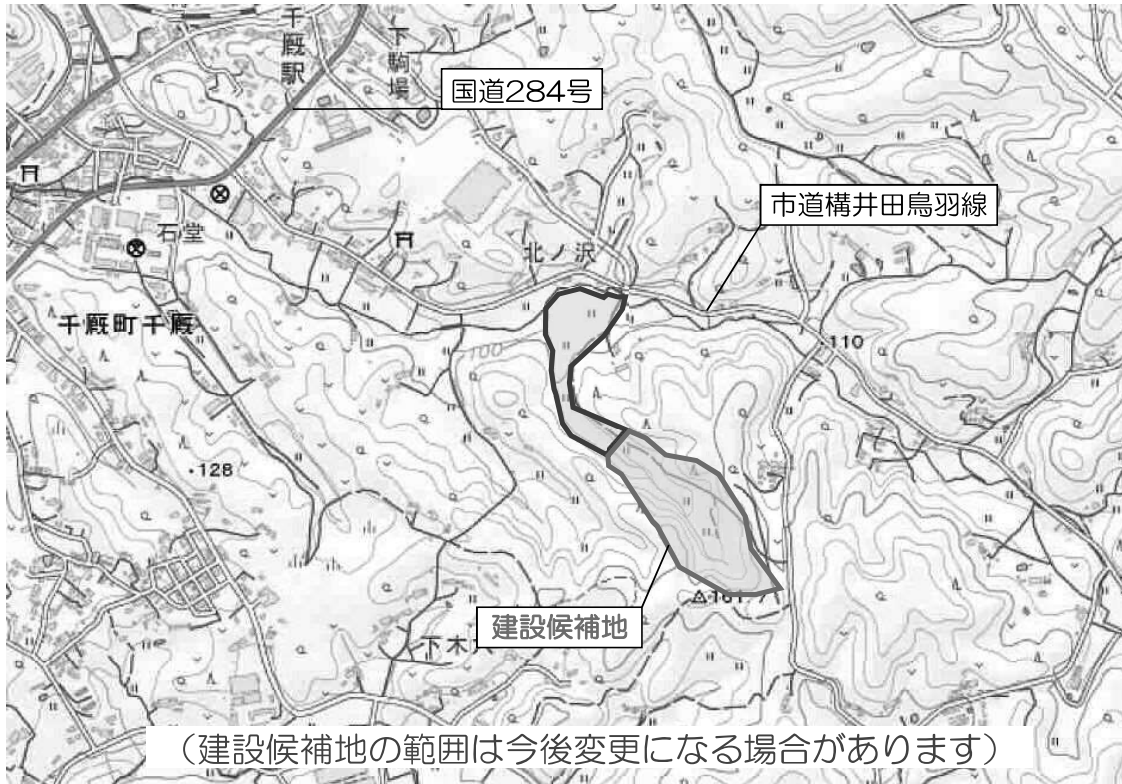 千厩駅
下駒場
国道284号
市道構井田鳥羽線
石堂
北ノ沢
千厩町千厩
100
110
128
建設候補地
下木六
(建設候補地の範囲は今後変更になる場合があります)